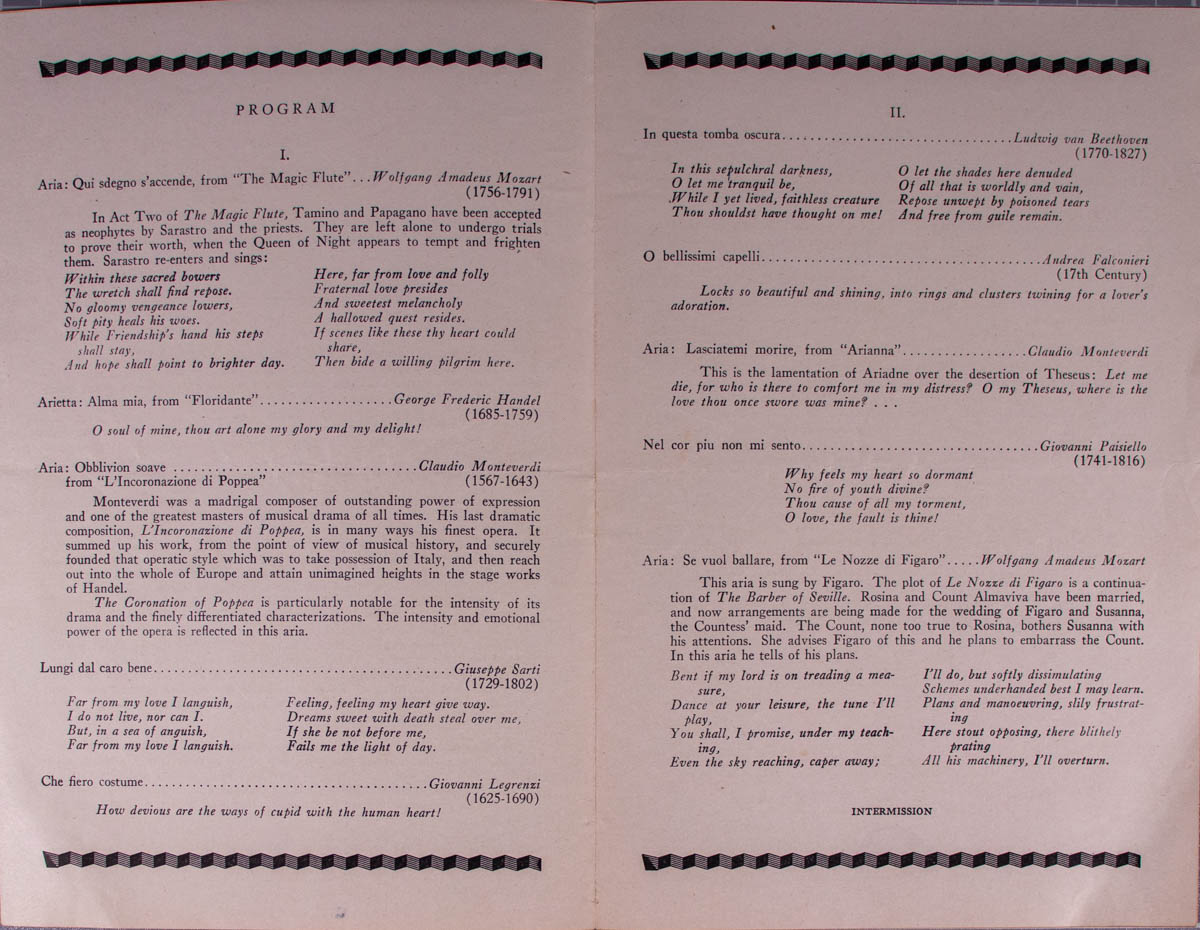 PROGRAM
I.
Aria: Qui sdegno s'accende, from "The Magic Flute"...Wolfgang Amadeus Mozart
(1756-1791)
In Act Two of The Magic Flute, Tamino and Papagano have been accepted
as neophytes by Sarastro and the priests. They are left alone to undergo trials
to prove their worth, when the Queen of Night appears to tempt and frighten
them. Sarastro re-enters and sings:
Within these sacred bowers
The wretch shall find repose.
No gloomy vengeance lowers,
Soft pity heals his woes.
While Friendship's hand his steps
shall stay,
And hope shall point to brighter day.
Here, far from love and folly
Fraternal love presides
And sweetest melancholy
A hallowed quest resides.
If scenes like these thy heart could
share,
Then bide a willing pilgrim here.
Arietta: Alma mia, from "Floridante"...................George Frederic Handel
(1685-1759)
O soul of mine, thou art alone my glory and my delight!
Aria: Obblivion soave ...................................Claudio Monteverdi
from "L'Incoronazione di Poppea"
(1567-1643)
Monteverdi was a madrigal composer of outstanding power of expression
and one of the greatest masters of musical drama of all times. His last dramatic
composition, L'Incoronazione di Poppea, is in many ways his finest opera. It
summed up his work, from the point of view of musical history, and securely
founded that operatic style which was to take possession of Italy, and then reach
out into the whole of Europe and attain unimagined heights in the stage works
of Handel.
The Coronation of Poppea is particularly notable for the intensity of its
drama and the finely differentiated characterizations. The intensity and emotional
power of the opera is reflected in this aria.
Lungi dal caro bene...........................................Giuseppe Sarti
(1729-1802)
Far from my love I languish,
I do not live, nor can I.
But, in a sea of anguish,
Far from my love I languish.
Feeling, feeling my heart give way.
Dreams sweet with death steal over me,
If she be not before me,
Fails me the light of day.
Che fiero costume.........................................Giovanni Legrenzi
(1625-1690)
How devious are the ways of cupid with the human heart!
II.
In questa tomba oscura.................................Ludwig van Beethoven
(1770-1827)
In this sepulchral darkness,
O let me tranquil be,
While I yet lived, faithless creature
Thou shouldst have thought on me!
O let the shades here denuded
Of all that is worldly and vain,
Repose unwept by poisoned tears
And free from guile remain.
O bellissimi capelli........................................Andrea Falconieri
(17th Century)
Locks so beautiful and shining, into rings and clusters twining for a lover's
adoration.
Aria: Lasciatemi morire, from "Arianna"..................Claudio Monteverdi
This is the lamentation of Ariadne over the desertion of Theseus: Let me
die, for who is there to comfort me in my distress? O my Theseus, where is the
love thou once swore was mine? . . .
Nel cor piu non mi sento..................................Giovanni Paisiello
(1741-1816)
Why feels my heart so dormant
No fire of youth divine?
Thou cause of all my torment,
O love, the fault is thine!
Aria: Se vuol ballare, from "Le Nozze di Figaro".....Wolfgang Amadeus Mozart
This aria is sung by Figaro. The plot of Le Nozze di Figaro is a continua-
tion of The Barber of Seville. Rosina and Count Almaviva have been married,
and now arrangements are being made for the wedding of Figaro and Susanna,
the Countess' maid. The Count, none too true to Rosina, bothers Susanna with
his attentions. She advises Figaro of this and he plans to embarrass the Count.
In this aria he tells of his plans.
Bent if my lord is on treading a mea-
sure,
Dance at your leisure, the tune I'll
play,
You shall, I promise, under my teach-
ing,
Even the sky reaching, caper away;
I'll do, but softly dissimulating
Schemes underhanded best I may learn.
Plans and manoeuvring, slily frustrat-
ing
Here stout opposing, there blithely
prating
All his machinery, I'll overturn.
INTERMISSION